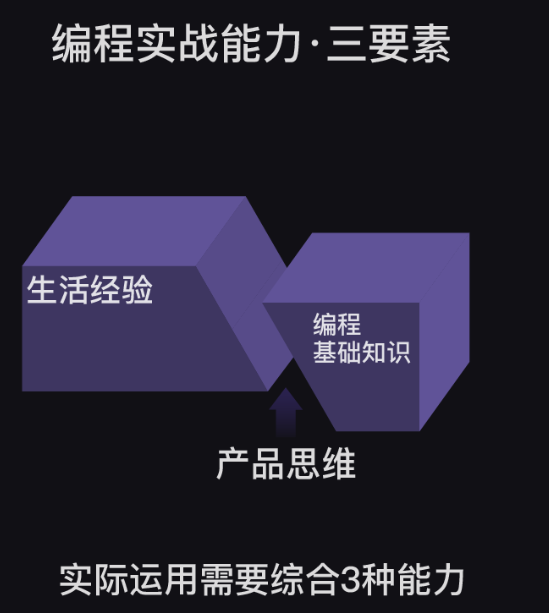 编程实战能力·三要素
生活经验
编程
基础知识
产品思维
实际运用需要综合3种能力